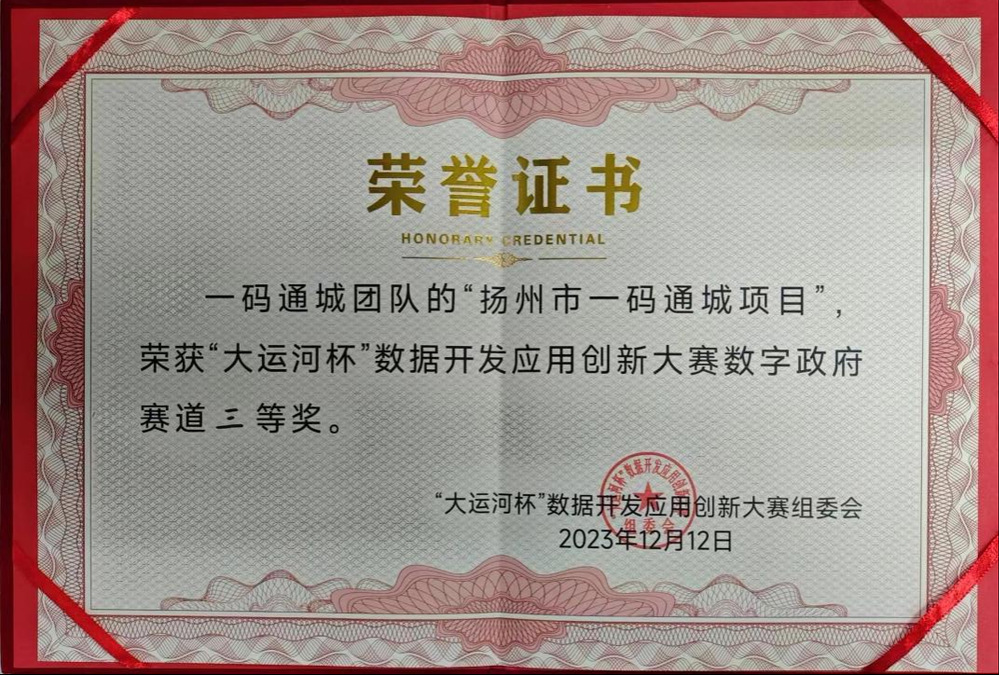 荣誉证书
HONORARY CREDENTIAL
一码通城团队的“扬州市一码通城项目”,
荣获“大运河杯”数据开发应用创新大赛数字政府
赛道三等奖。
“大运河杯”数据开发应用创新大赛组委会
2023年12月12日
组委会